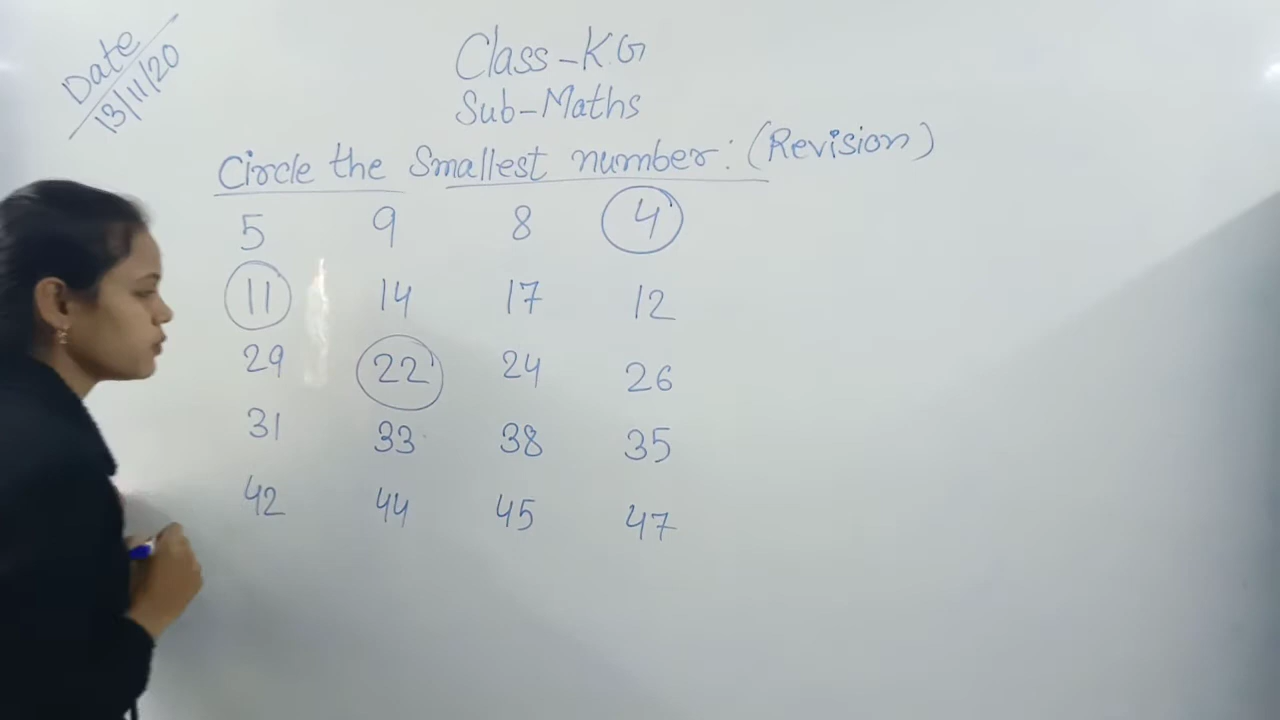 Date
13/11/20
Class-K.G
Sub-Maths
Circle the Smallest number: (Revision)
5 9 8 4
11 14 17 12
29 22 24 26
31 33 38 35
42 44 45 47